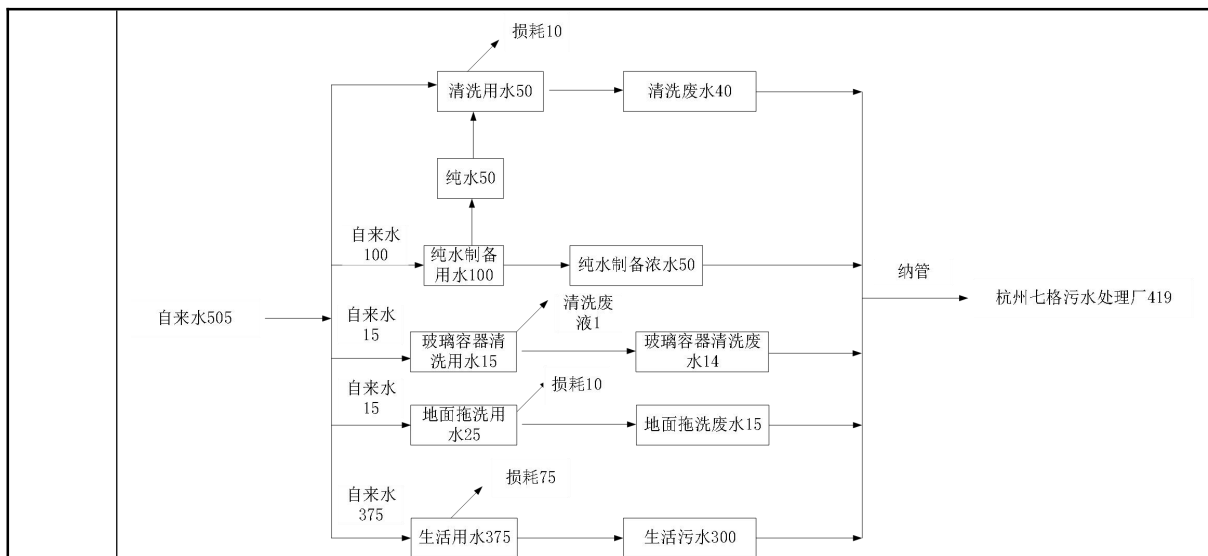 损耗10
清洗用水50
清洗废水40
纯水50
自来水
100
纯水制备
用水100
纯水制备浓水50
纳管
杭州七格污水处理厂419
自来水505
自来水
15
清洗废
液1
玻璃容器清
洗用水15
玻璃容器清洗废
水14
自来水
15
损耗10
地面拖洗用
水25
地面拖洗废水15
自来水
375
损耗75
生活用水375
生活污水300